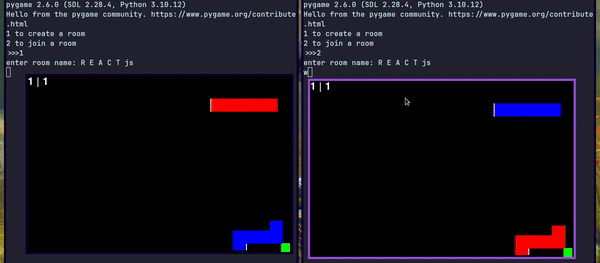 pygame 2.6.0 (SDL 2.28.4, Python 3.10.12)
Hello from the pygame community. https://www.pygame.org/contribute
.html
1 to create a room
2 to join a room
>>>1
enter room name: R E A C T js
1 | 1
pygame 2.6.0 (SDL 2.28.4, Python 3.10.12)
Hello from the pygame community. https://www.pygame.org/contribute
.html
1 to create a room
2 to join a room
>>>2
enter room name: R E A C T js
w
1 | 1